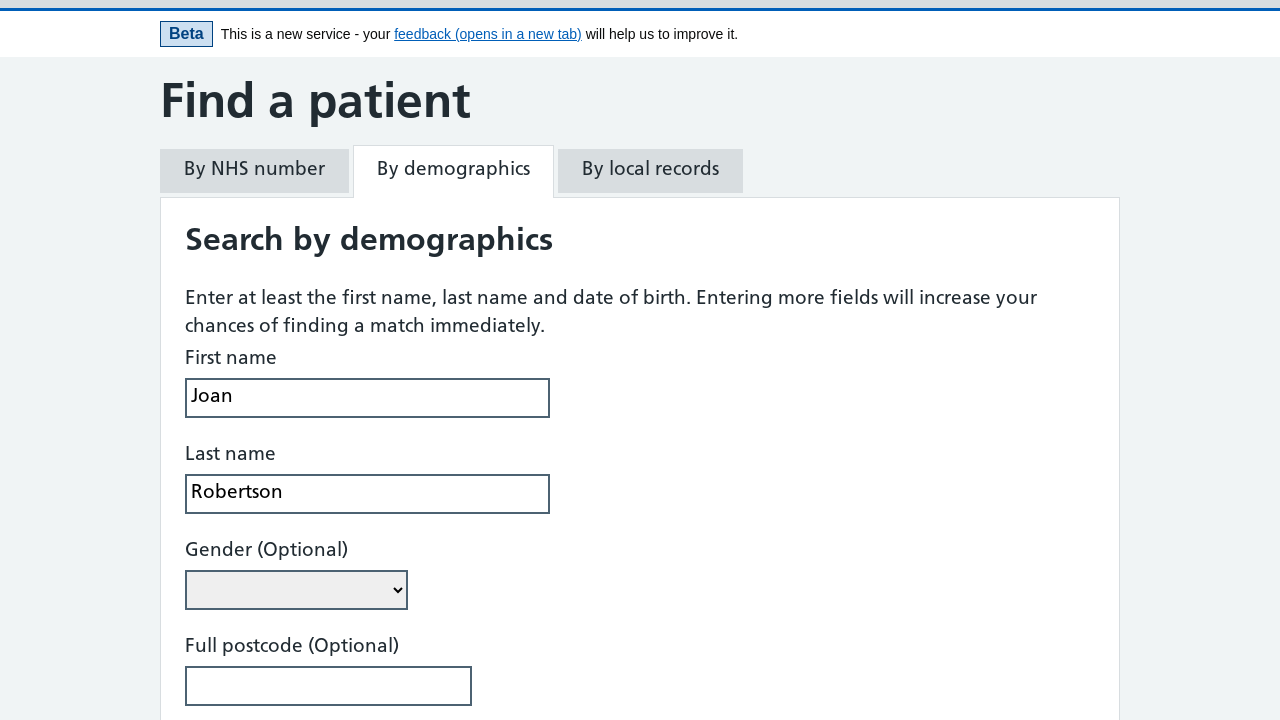 Beta This is a new service - your feedback (opens in a new tab) will help us to improve it.
Find a patient
By NHS number By demographics By local records
Search by demographics
Enter at least the first name, last name and date of birth. Entering more fields will increase your
chances of finding a match immediately.
First name
Joan
Last name
Robertson
Gender (Optional)
Full postcode (Optional)